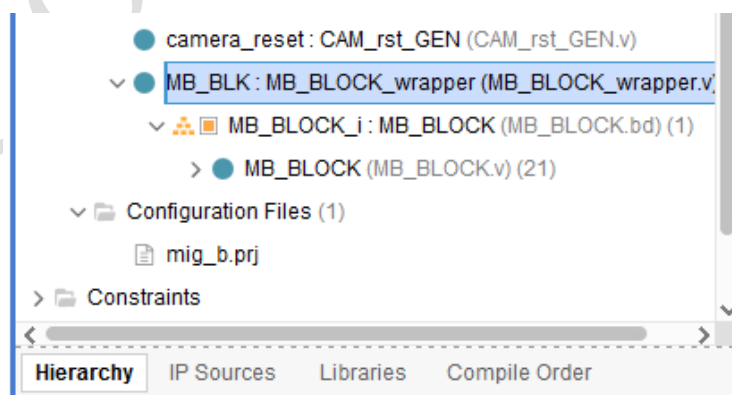 camera_reset : CAM_rst_GEN (CAM_rst_GEN.v)
MB_BLK : MB_BLOCK_wrapper (MB_BLOCK_wrapper.v)
MB_BLOCK_i : MB_BLOCK (MB_BLOCK.bd) (1)
MB_BLOCK (MB_BLOCK.v) (21)
Configuration Files (1)
mig_b.prj
Constraints
Hierarchy IP Sources Libraries Compile Order